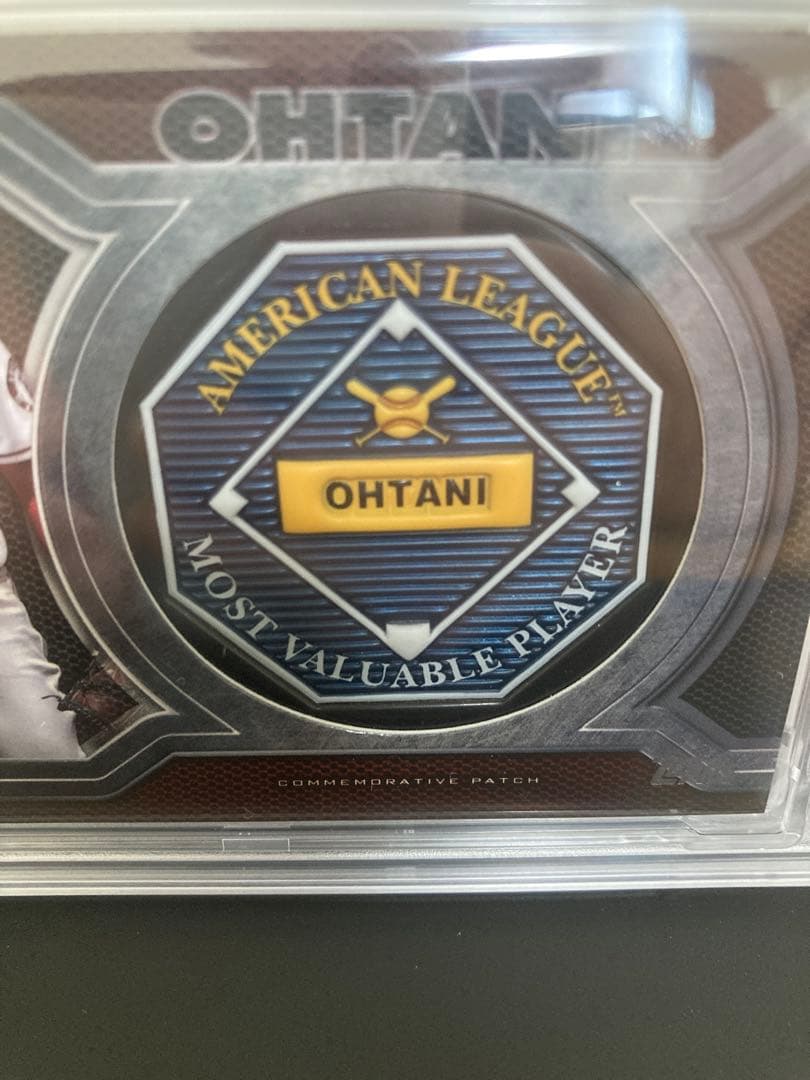 OHTANI
AMERICAN LEAGUE™
OHTANI
MOST VALUABLE PLAYER
COMMEMORATIVE PATCH